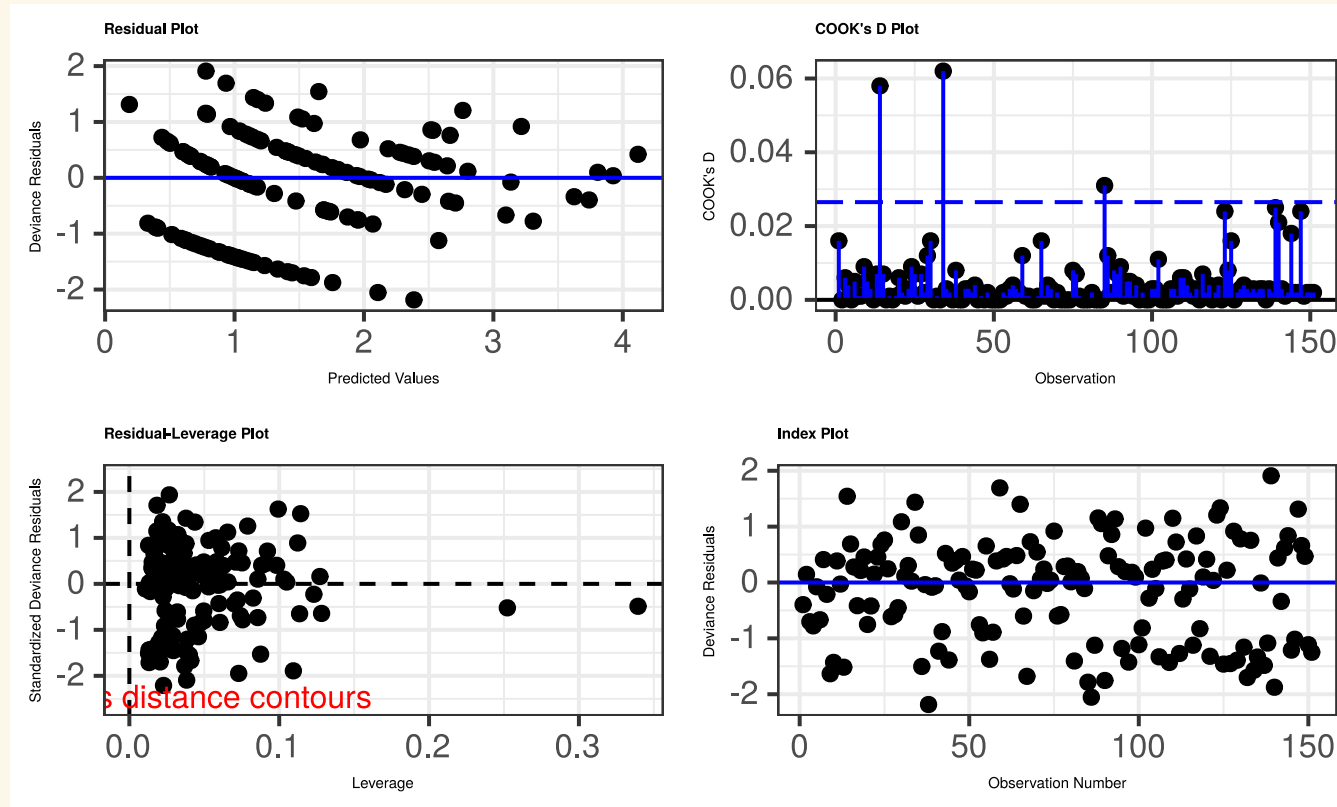 Residual Plot
2
1
0
-1
-2
Deviance Residuals
0 1 2 3 4
Predicted Values
COOK's D Plot
0.06
0.04
0.02
0.00
COOK's D
0 50 100 150
Observation
Residual-Leverage Plot
2
1
0
-1
-2
Standardized Deviance Residuals
s distance contours
0.0 0.1 0.2 0.3
Leverage
Index Plot
2
1
0
-1
-2
Deviance Residuals
0 50 100 150
Observation Number